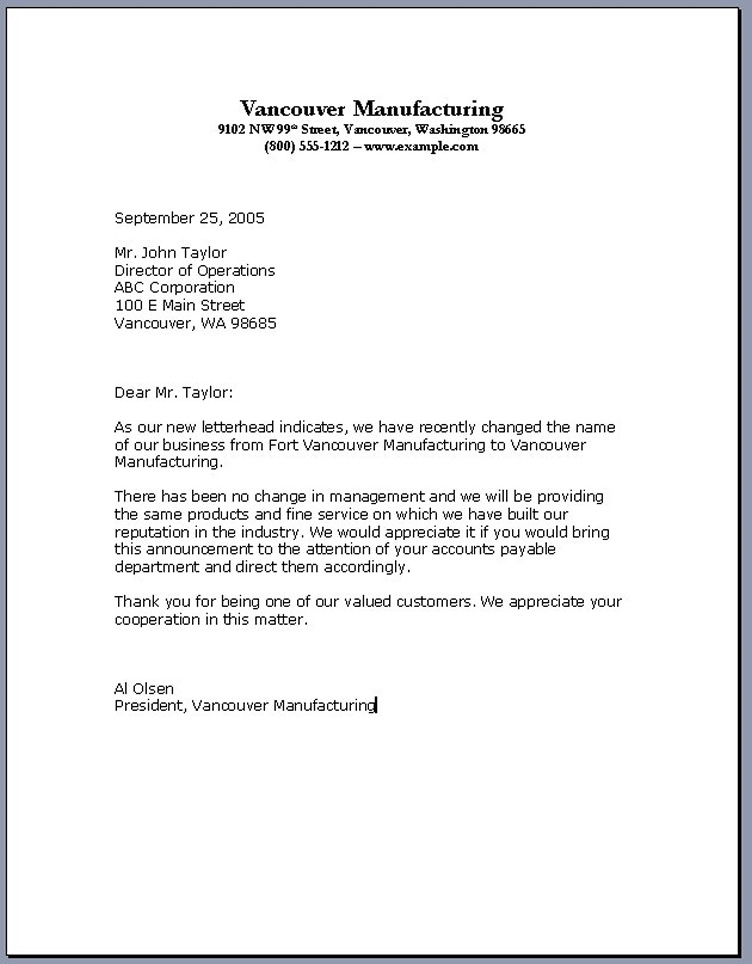 Vancouver Manufacturing
9102 NW 99th Street, Vancouver, Washington 98665
(800) 555-1212 – www.example.com
September 25, 2005
Mr. John Taylor
Director of Operations
ABC Corporation
100 E Main Street
Vancouver, WA 98685
Dear Mr. Taylor:
As our new letterhead indicates, we have recently changed the name
of our business from Fort Vancouver Manufacturing to Vancouver
Manufacturing.
There has been no change in management and we will be providing
the same products and fine service on which we have built our
reputation in the industry. We would appreciate it if you would bring
this announcement to the attention of your accounts payable
department and direct them accordingly.
Thank you for being one of our valued customers. We appreciate your
cooperation in this matter.
Al Olsen
President, Vancouver Manufacturing